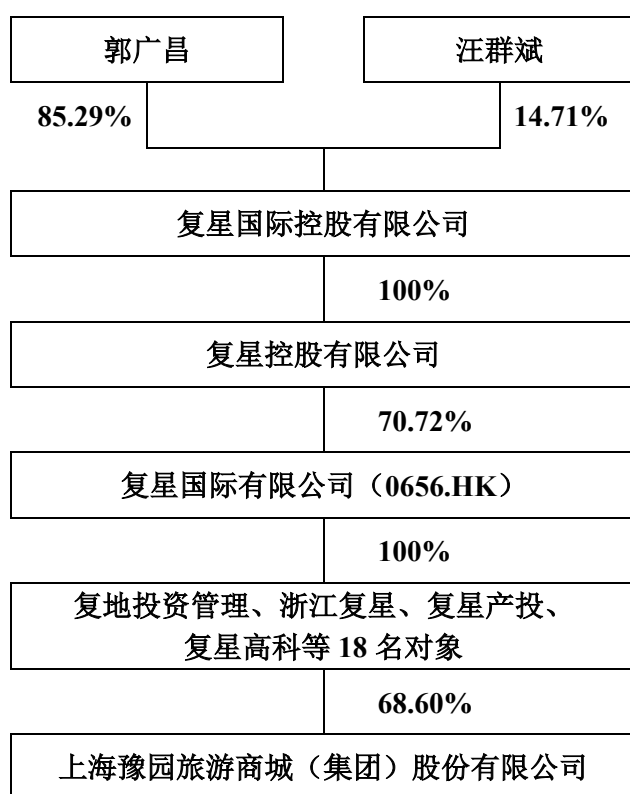 郭广昌
汪群斌
85.29%
14.71%
复星国际控股有限公司
100%
复星控股有限公司
70.72%
复星国际有限公司（0656.HK）
100%
复地投资管理、浙江复星、复星产投、
复星高科等 18 名对象
68.60%
上海豫园旅游商城（集团）股份有限公司